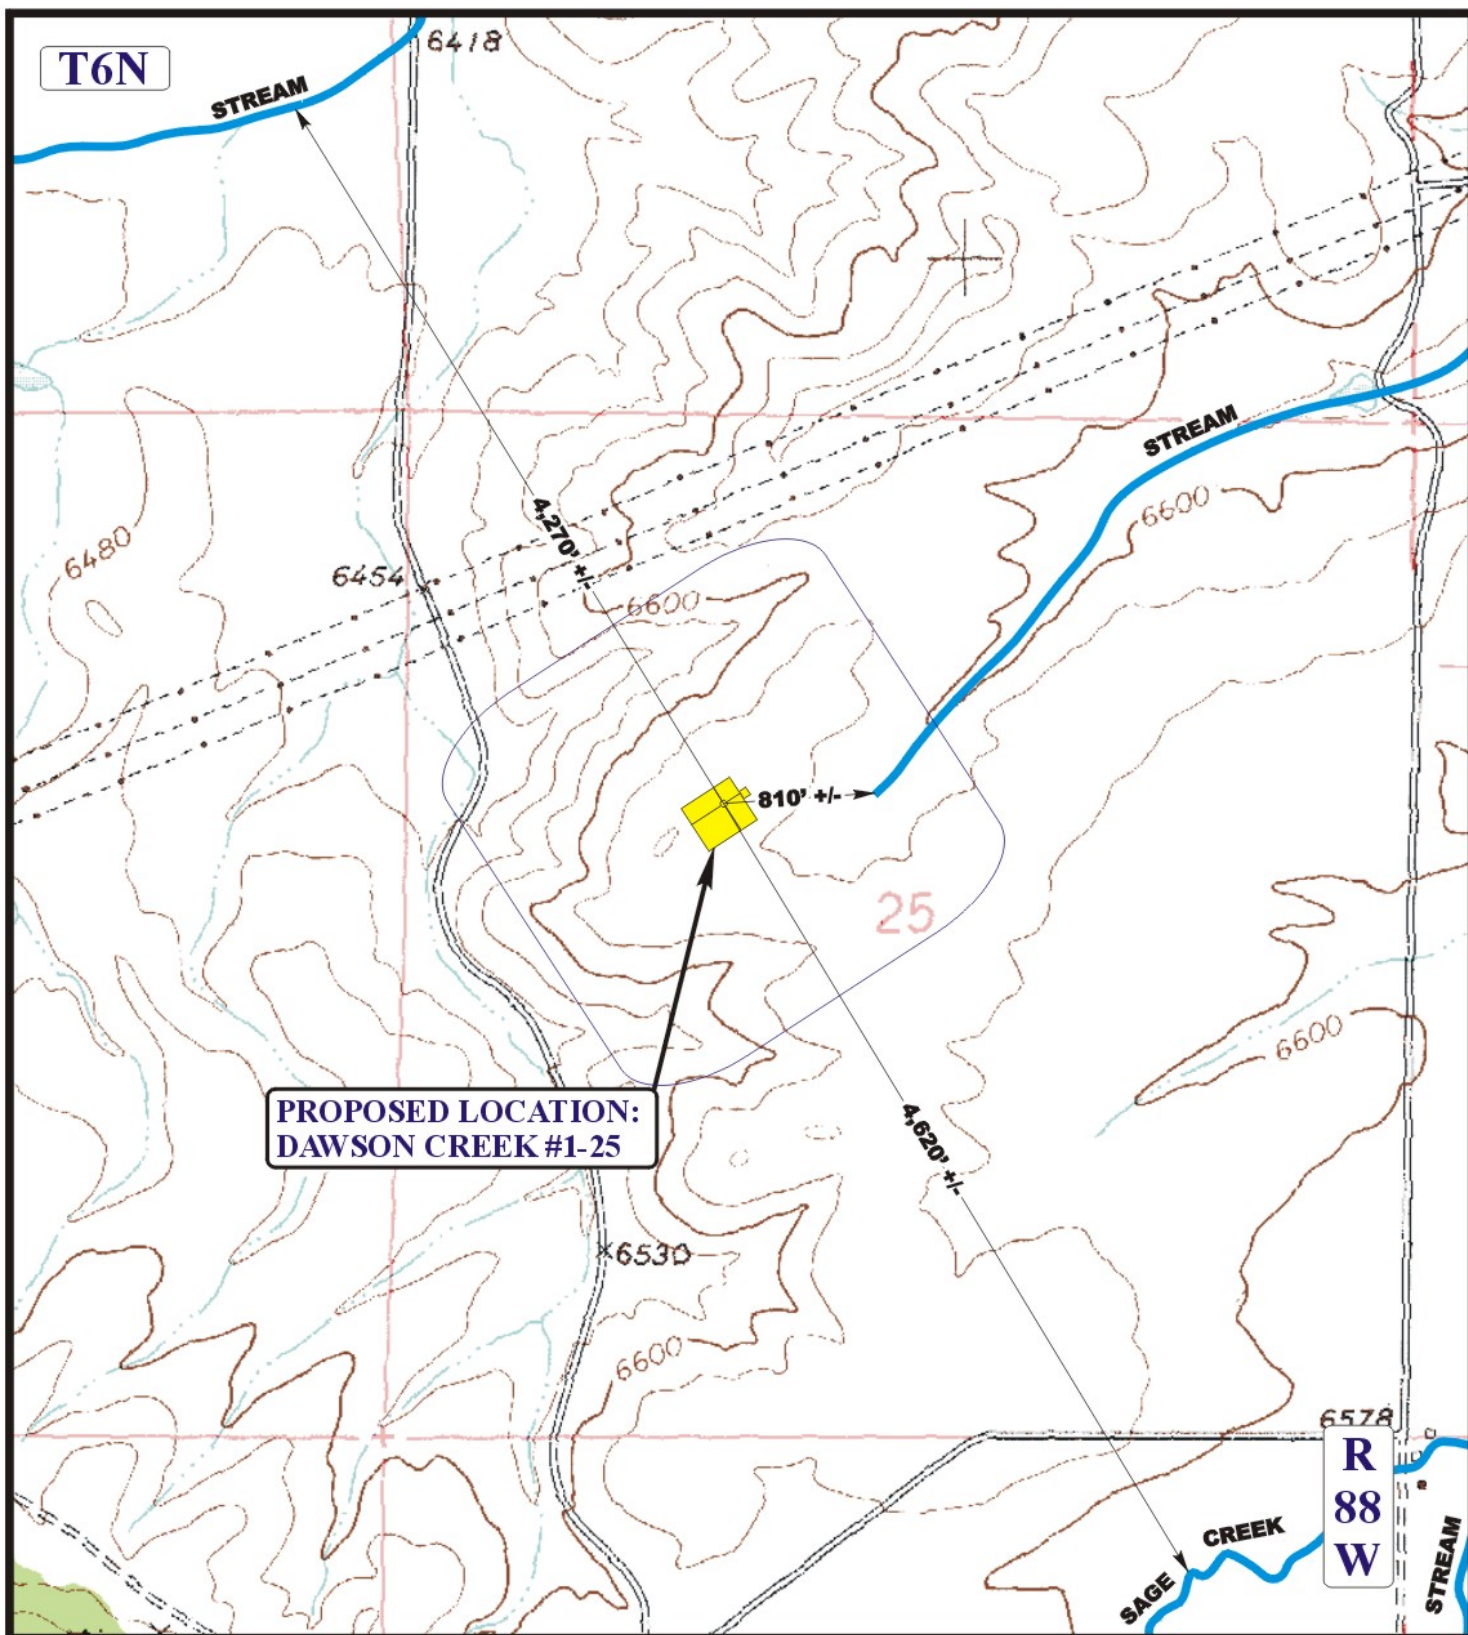 T6N
6418
STREAM
STREAM
6600
4,270' +/-
6480
6454
6600
810' +/-
25
6600
PROPOSED LOCATION:
DAWSON CREEK #1-25
4,620' +/-
6530
6600
6578
R
88
W
SAGE
CREEK
STREAM